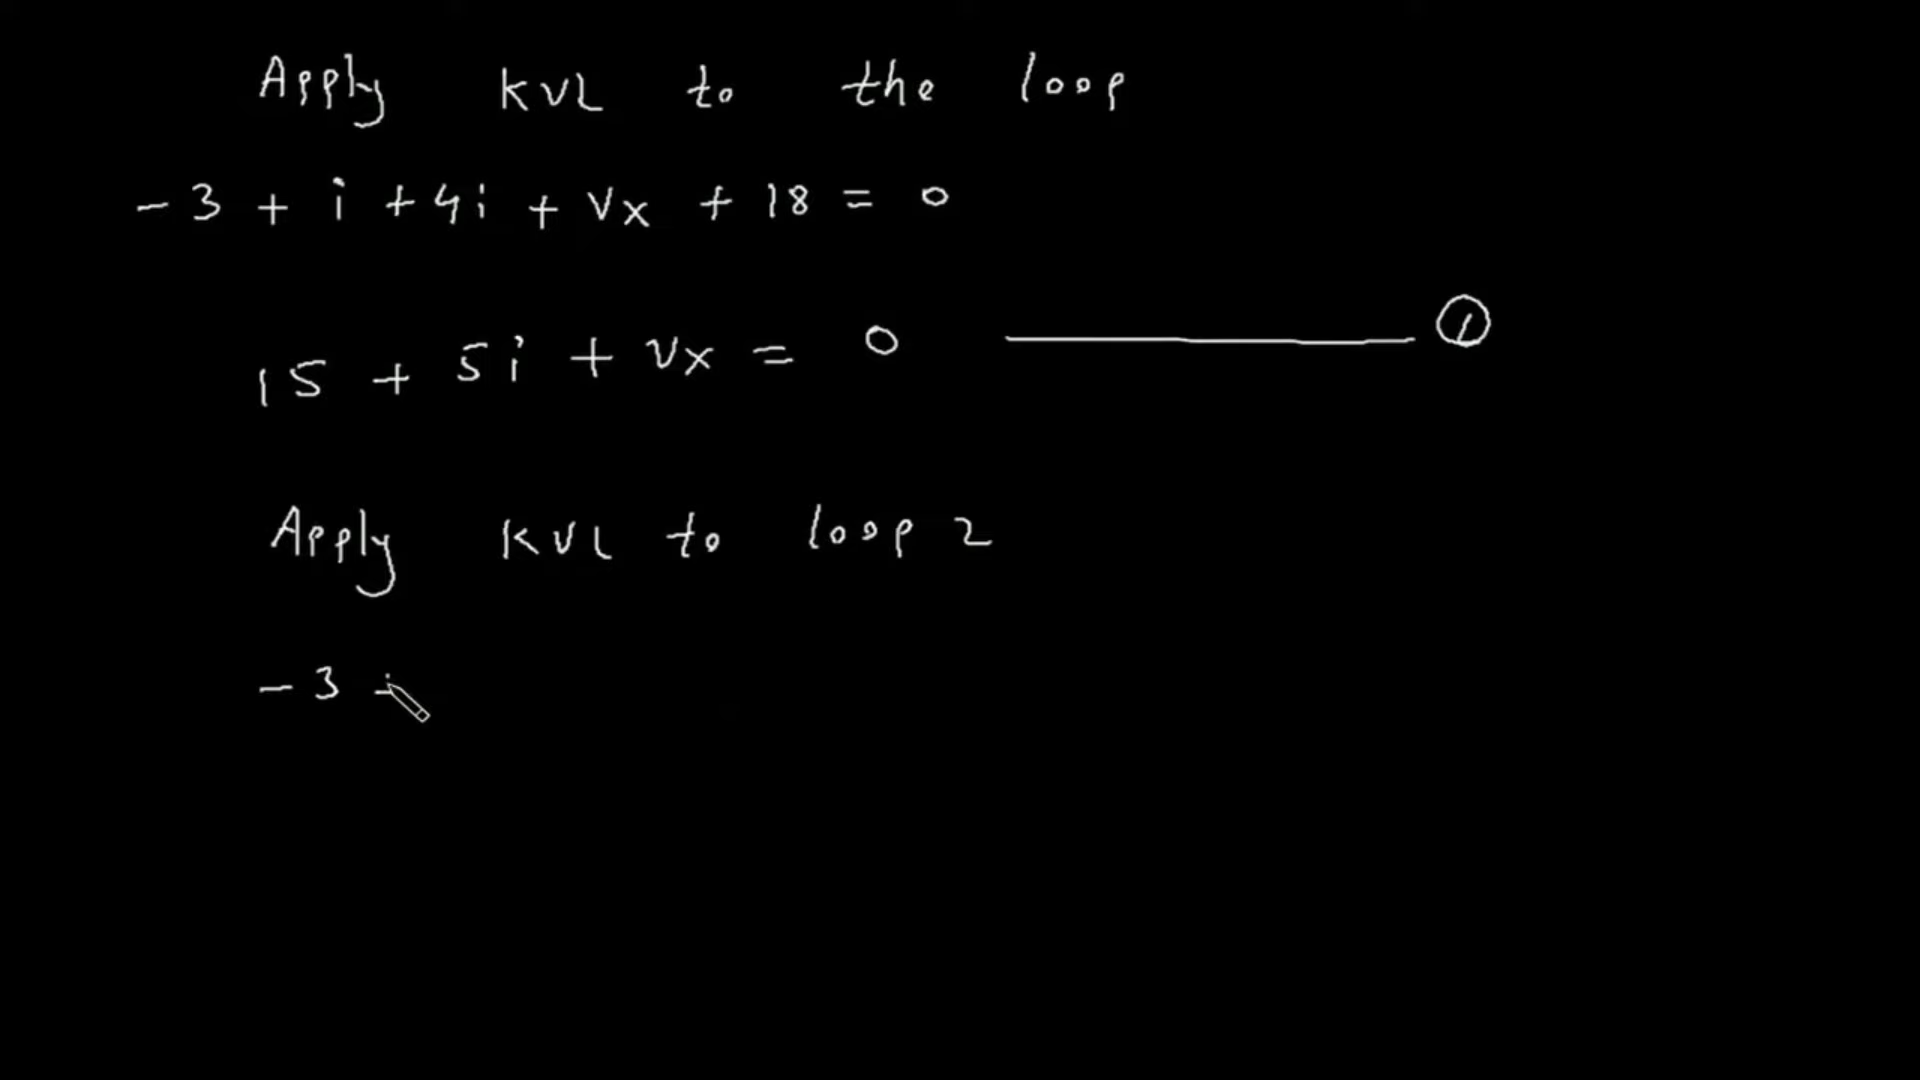 Apply KVL to the loop
- 3 + i + 4i + Vx + 18 = 0
15 + 5i + Vx = 0 ——— ①
Apply KVL to loop 2
- 3 +